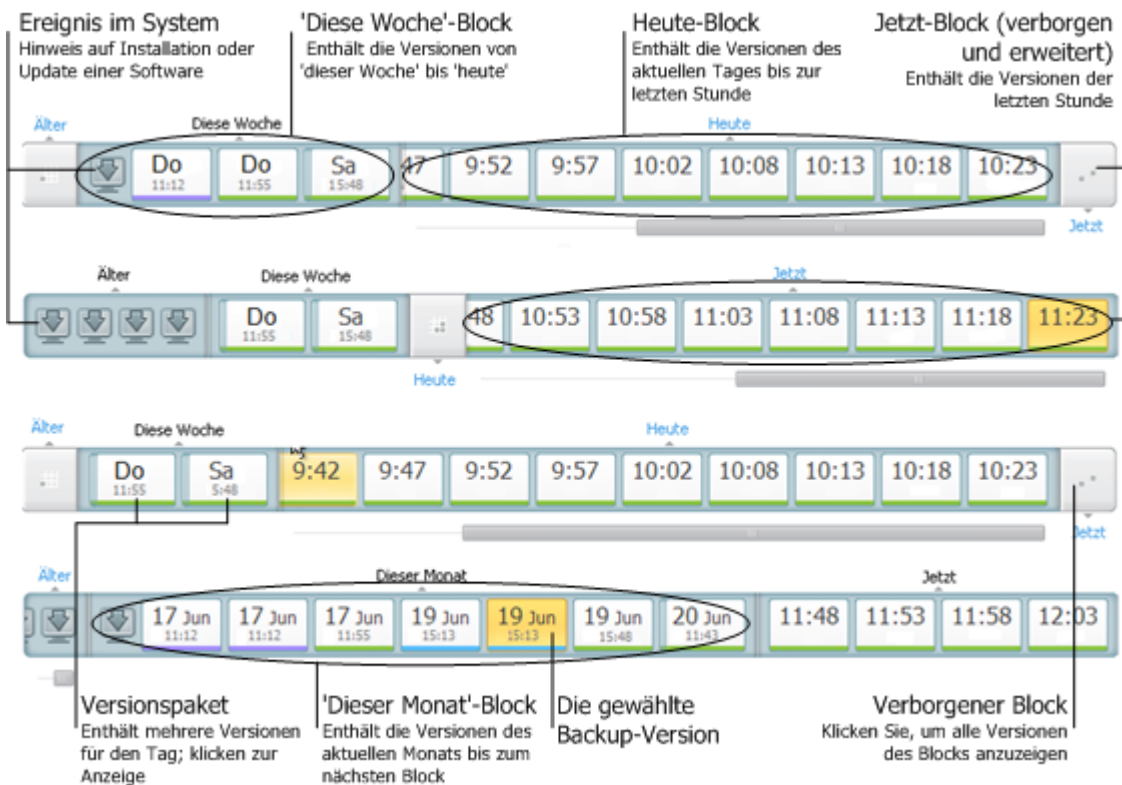 Ereignis im System
Hinweis auf Installation oder
Update einer Software
'Diese Woche'-Block
Enthält die Versionen von
'dieser Woche' bis 'heute'
Heute-Block
Enthält die Versionen des
aktuellen Tages bis zur
letzten Stunde
Jetzt-Block (verborgen
und erweitert)
Enthält die Versionen der
letzten Stunde
Älter Diese Woche Heute
Do Do Sa 47 9:52 9:57 10:02 10:08 10:13 10:18 10:23
11:12 11:55 15:48
Jetzt
Älter Diese Woche Jetzt
Do Sa 48 10:53 10:58 11:03 11:08 11:13 11:18 11:23
11:55 15:48
Heute
Älter Diese Woche Heute
Do Sa 9:42 9:47 9:52 9:57 10:02 10:08 10:13 10:18 10:23
11:55 5:48
Jetzt
Älter Dieser Monat Jetzt
17 Jun 17 Jun 17 Jun 19 Jun 19 Jun 19 Jun 20 Jun 11:48 11:53 11:58 12:03
11:12 11:12 11:55 15:13 15:13 15:48 11:43
Versionspaket
Enthält mehrere Versionen
für den Tag; klicken zur
Anzeige
'Dieser Monat'-Block
Enthält die Versionen des
aktuellen Monats bis zum
nächsten Block
Die gewählte
Backup-Version
Verborgener Block
Klicken Sie, um alle Versionen
des Blocks anzuzeigen